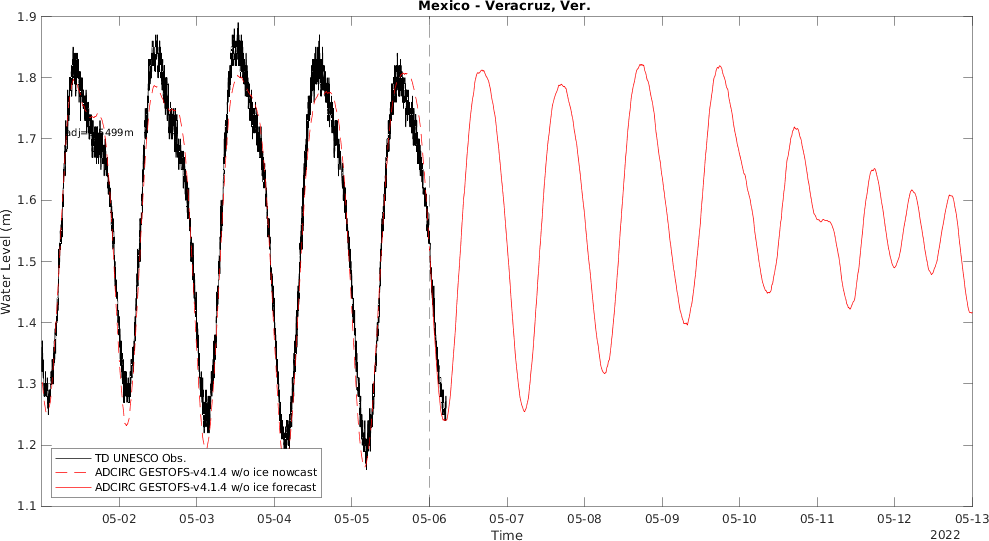 Mexico - Veracruz, Ver.
1.9
1.8
1.7
1.6
1.5
1.4
1.3
1.2
1.1
Water Level (m)
499m
TD UNESCO Obs.
ADCIRC GESTOFS-v4.1.4 w/o ice nowcast
ADCIRC GESTOFS-v4.1.4 w/o ice forecast
05-02 05-03 05-04 05-05 05-06 05-07 05-08 05-09 05-10 05-11 05-12 05-13
Time
2022